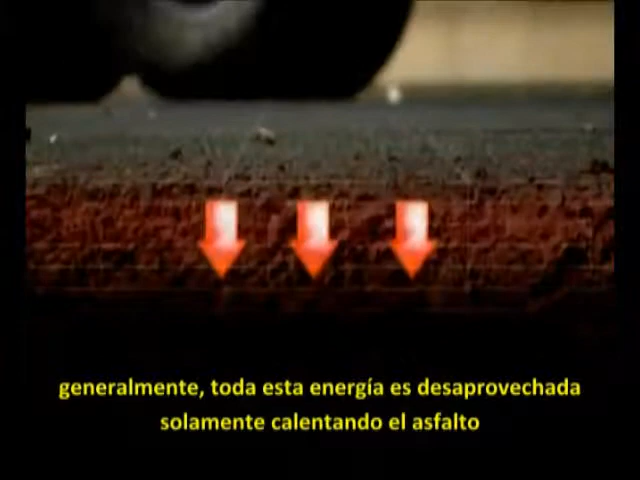 generalmente, toda esta energía es desaprovechada
solamente calentando el asfalto